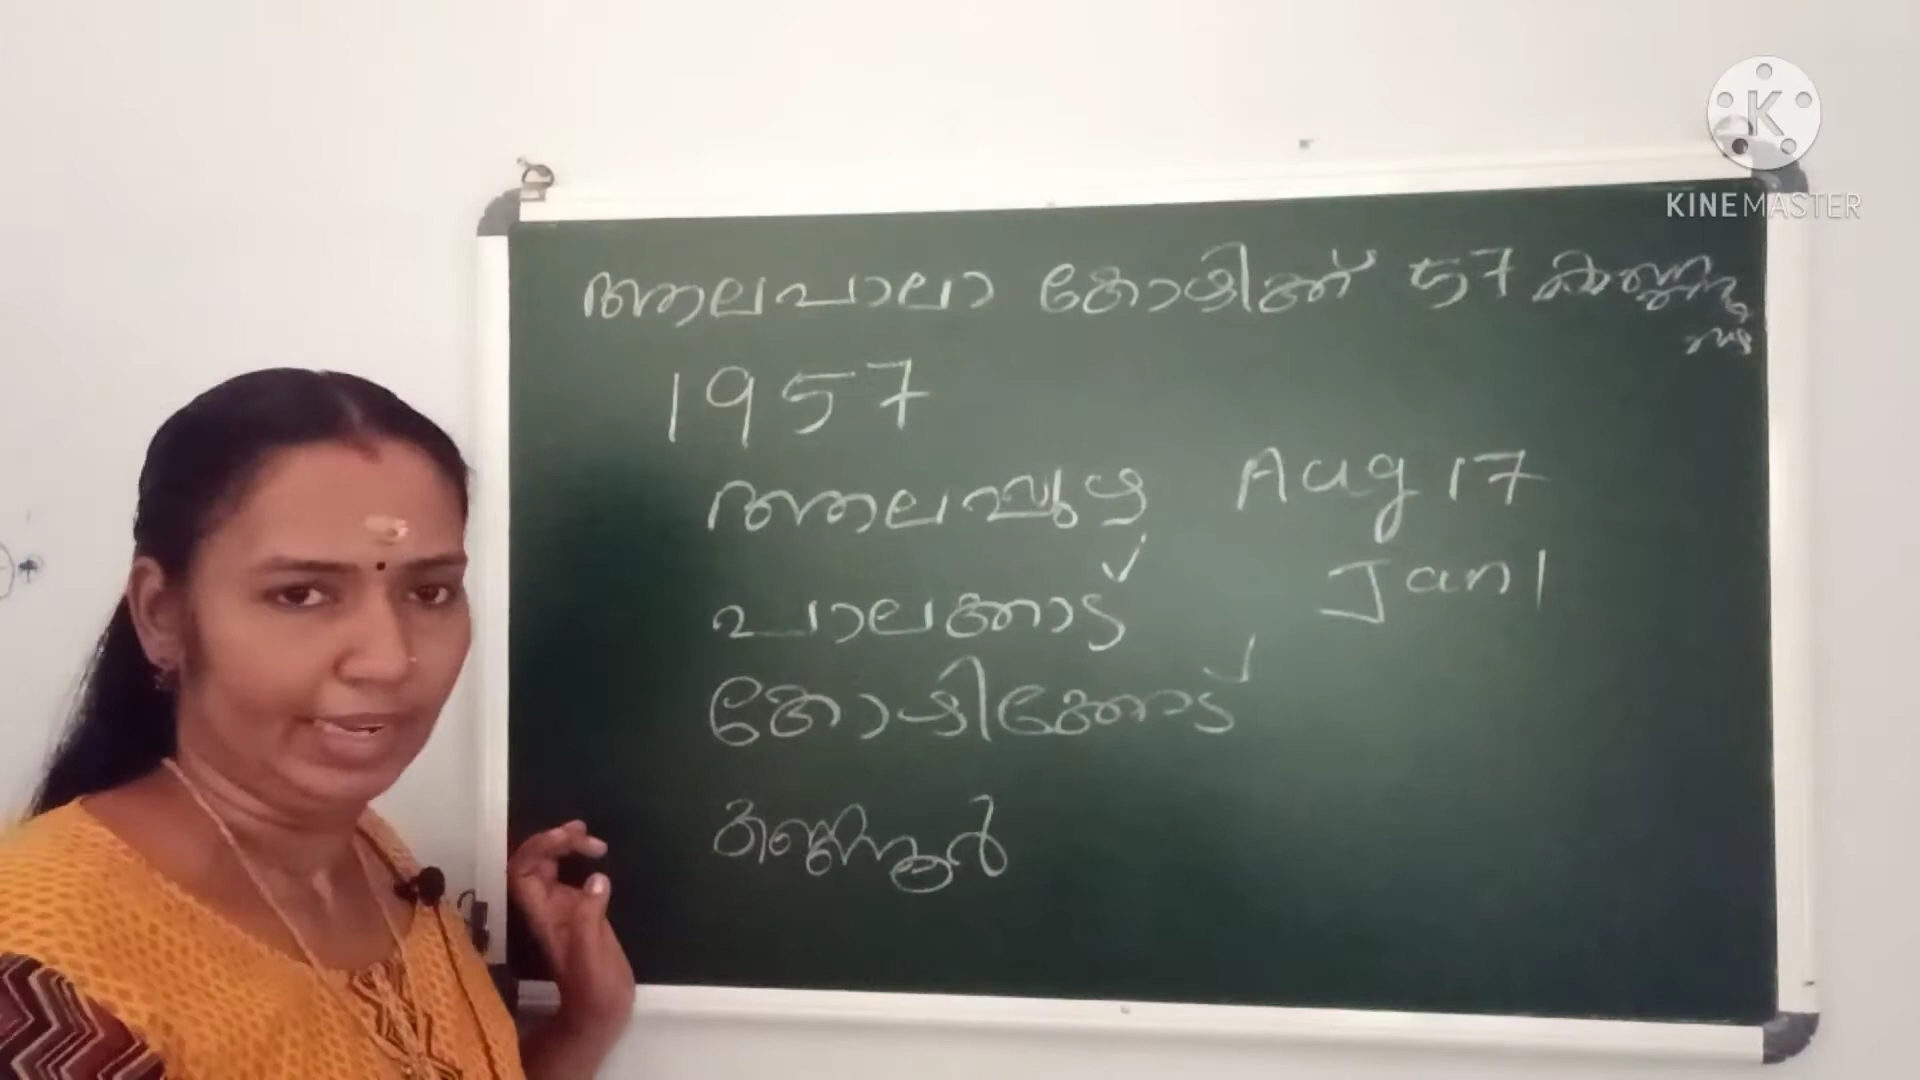 ആലപാലാ കോഴിക്ക് 57 കണ്ണു
1957
ആലപ്പുഴ Aug 17
പാലക്കാട് Jan 1
കോഴിക്കോട്
കണ്ണൂർ
KINEMASTER